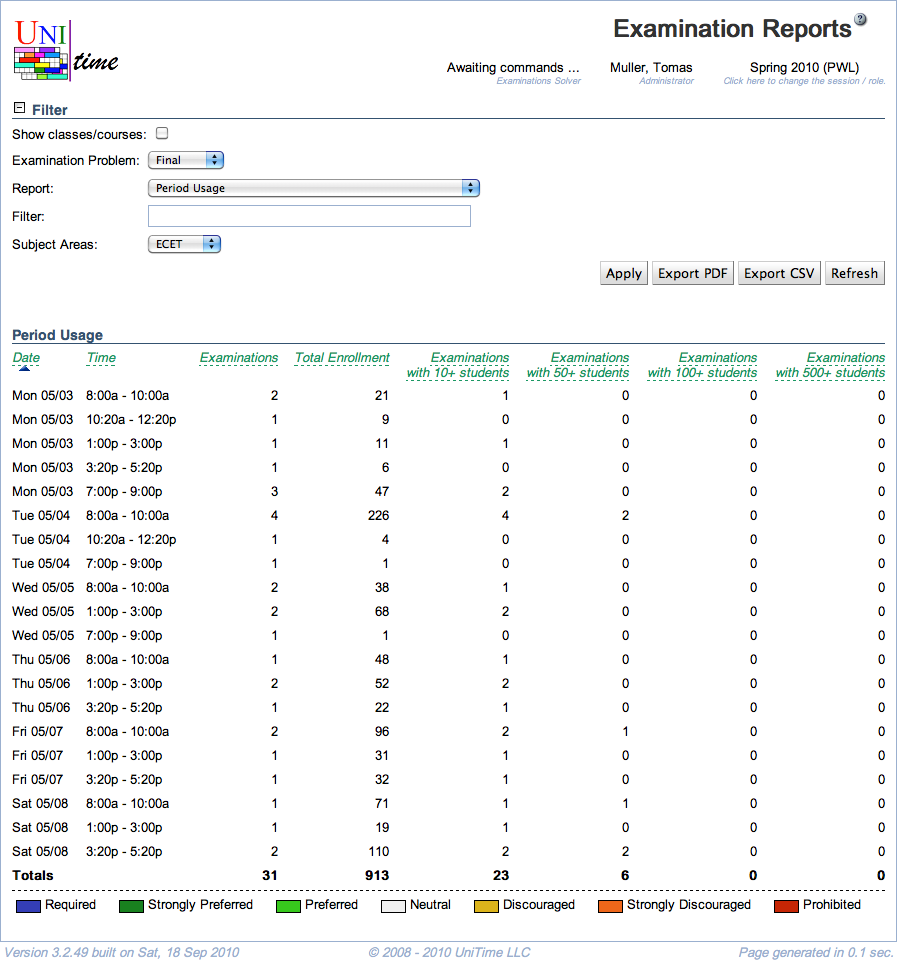 UNI
time
Examination Reports ?
Awaiting commands ... Muller, Tomas Spring 2010 (PWL)
Examinations Solver Administrator Click here to change the session / role.
Filter
Show classes/courses:
Examination Problem: Final
Report: Period Usage
Filter:
Subject Areas: ECET
Apply Export PDF Export CSV Refresh
Period Usage
Date Time Examinations Total Enrollment Examinations Examinations Examinations Examinations
with 10+ students with 50+ students with 100+ students with 500+ students
Mon 05/03 8:00a - 10:00a 2 21 1 0 0 0
Mon 05/03 10:20a - 12:20p 1 9 0 0 0 0
Mon 05/03 1:00p - 3:00p 1 11 1 0 0 0
Mon 05/03 3:20p - 5:20p 1 6 0 0 0 0
Mon 05/03 7:00p - 9:00p 3 47 2 0 0 0
Tue 05/04 8:00a - 10:00a 4 226 4 2 0 0
Tue 05/04 10:20a - 12:20p 1 4 0 0 0 0
Tue 05/04 7:00p - 9:00p 1 1 0 0 0 0
Wed 05/05 8:00a - 10:00a 2 38 1 0 0 0
Wed 05/05 1:00p - 3:00p 2 68 2 0 0 0
Wed 05/05 7:00p - 9:00p 1 1 0 0 0 0
Thu 05/06 8:00a - 10:00a 1 48 1 0 0 0
Thu 05/06 1:00p - 3:00p 2 52 2 0 0 0
Thu 05/06 3:20p - 5:20p 1 22 1 0 0 0
Fri 05/07 8:00a - 10:00a 2 96 2 1 0 0
Fri 05/07 1:00p - 3:00p 1 31 1 0 0 0
Fri 05/07 3:20p - 5:20p 1 32 1 0 0 0
Sat 05/08 8:00a - 10:00a 1 71 1 1 0 0
Sat 05/08 1:00p - 3:00p 1 19 1 0 0 0
Sat 05/08 3:20p - 5:20p 2 110 2 2 0 0
Totals 31 913 23 6 0 0
Required Strongly Preferred Preferred Neutral Discouraged Strongly Discouraged Prohibited
Version 3.2.49 built on Sat, 18 Sep 2010 © 2008 - 2010 UniTime LLC Page generated in 0.1 sec.